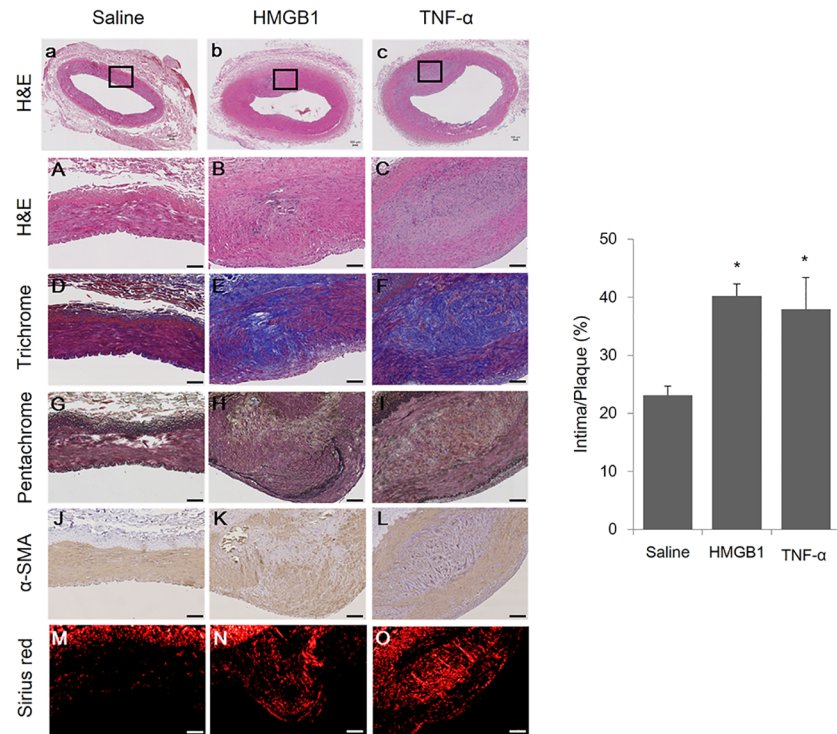 Saline HMGB1 TNF-α
H&E
a b c
H&E
A B C
Trichrome
D E F
Pentachrome
G H I
α-SMA
J K L
Sirius red
M N O
Intima/Plaque (%)
50
40
30
20
10
0
* *
Saline HMGB1 TNF-α